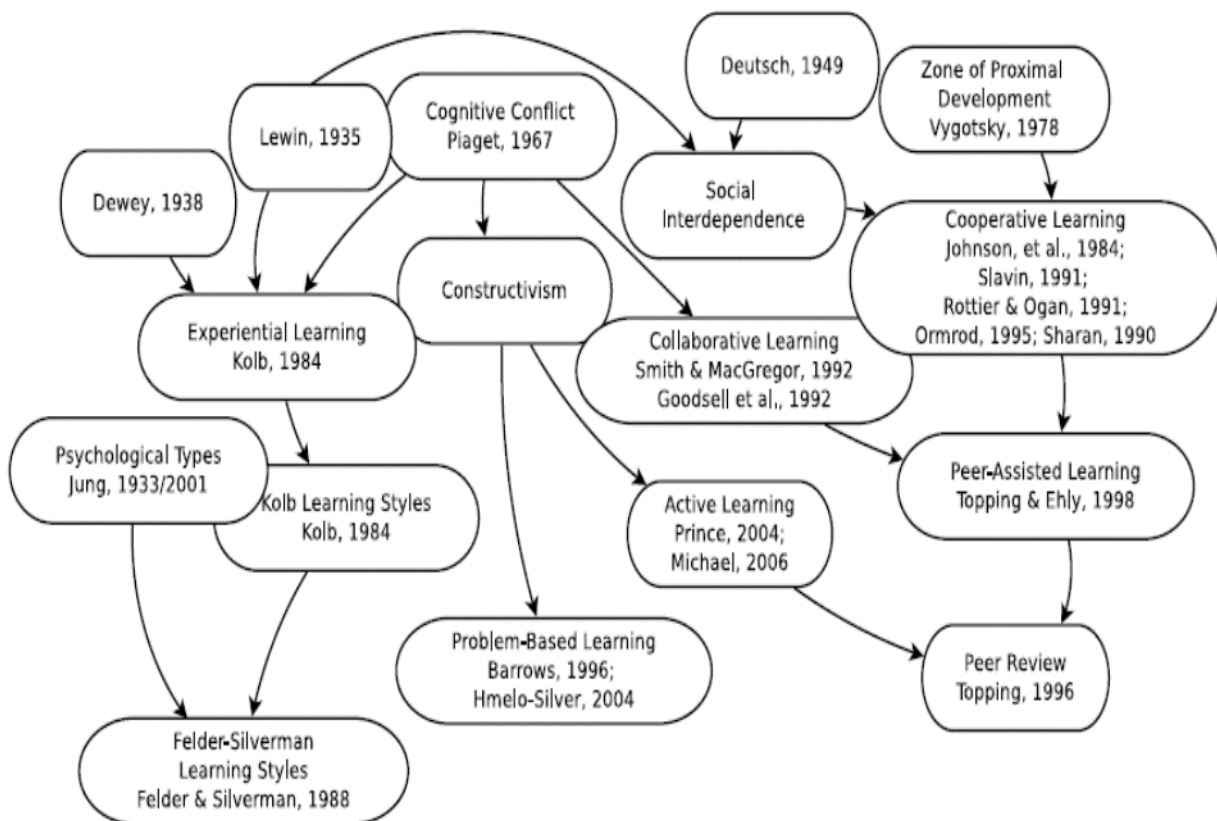 Deutsch, 1949
Zone of Proximal
Development
Vygotsky, 1978
Cognitive Conflict
Piaget, 1967
Lewin, 1935
Dewey, 1938
Social
Interdependence
Cooperative Learning
Johnson, et al., 1984;
Slavin, 1991;
Rottier & Ogan, 1991;
Ormrod, 1995; Sharan, 1990
Constructivism
Experiential Learning
Kolb, 1984
Collaborative Learning
Smith & MacGregor, 1992
Goodsell et al., 1992
Psychological Types
Jung, 1933/2001
Kolb Learning Styles
Kolb, 1984
Active Learning
Prince, 2004;
Michael, 2006
Peer-Assisted Learning
Topping & Ehly, 1998
Problem-Based Learning
Barrows, 1996;
Hmelo-Silver, 2004
Peer Review
Topping, 1996
Felder-Silverman
Learning Styles
Felder & Silverman, 1988